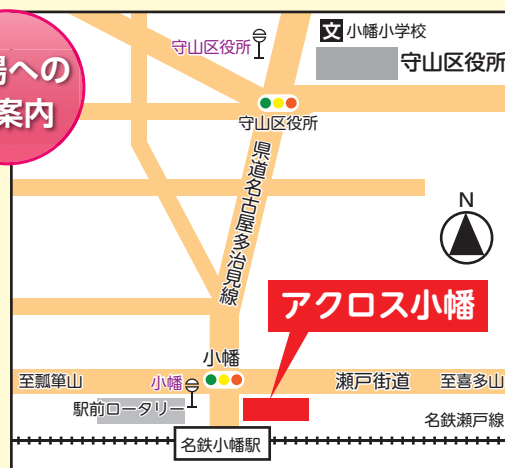 場への
案内
守山区役所
文 小幡小学校
守山区役所
守山区役所
県道名古屋多治見線
N
アクロス小幡
小幡
至瓢箪山
小幡
瀬戸街道
至喜多山
駅前ロータリー
名鉄瀬戸線
名鉄小幡駅